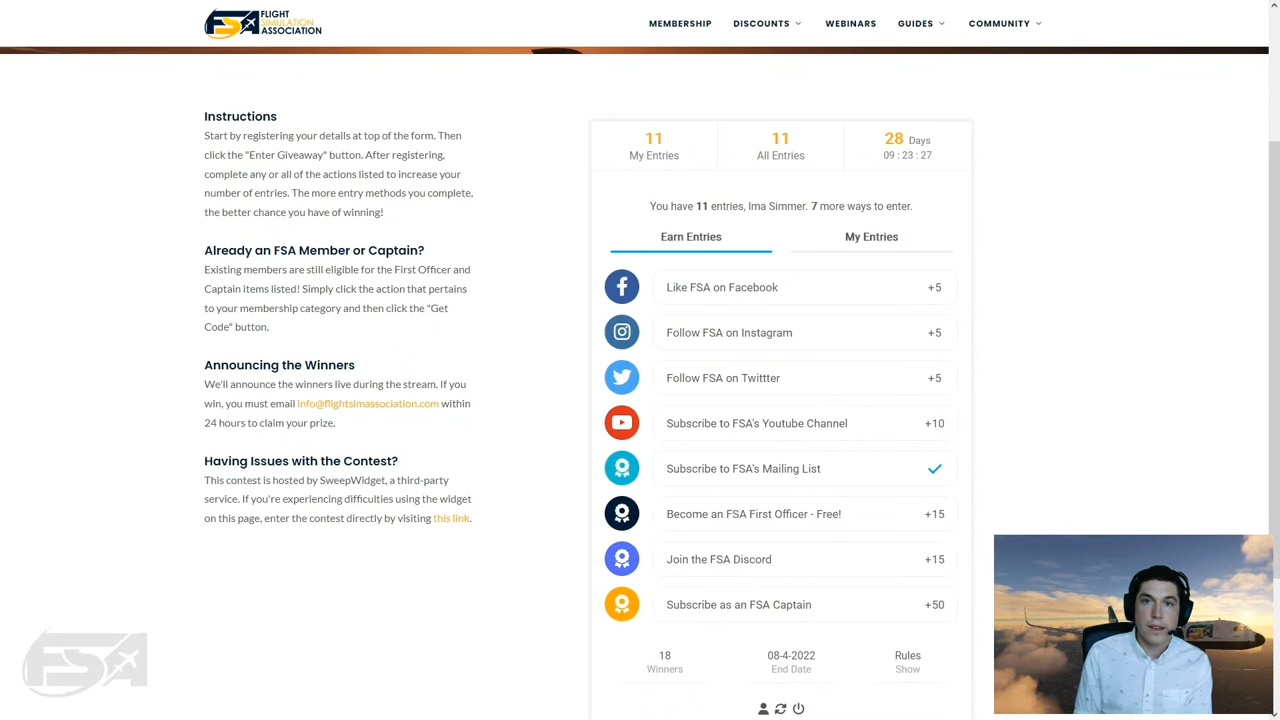 FLIGHT
SIMULATION
ASSOCIATION
MEMBERSHIP
DISCOUNTS
WEBINARS
GUIDES
COMMUNITY
Instructions
Start by registering your details at top of the form. Then
click the "Enter Giveaway" button. After registering,
complete any or all of the actions listed to increase your
number of entries. The more entry methods you complete,
the better chance you have of winning!
Already an FSA Member or Captain?
Existing members are still eligible for the First Officer and
Captain items listed! Simply click the action that pertains
to your membership category and then click the "Get
Code" button.
Announcing the Winners
We'll announce the winners live during the stream. If you
win, you must email info@flightsimassociation.com within
24 hours to claim your prize.
Having Issues with the Contest?
This contest is hosted by SweepWidget, a third-party
service. If you're experiencing difficulties using the widget
on this page, enter the contest directly by visiting this link.
11
My Entries
11
All Entries
28 Days
09 : 23 : 27
You have 11 entries, Ima Simmer. 7 more ways to enter.
Earn Entries
My Entries
Like FSA on Facebook +5
Follow FSA on Instagram +5
Follow FSA on Twittter +5
Subscribe to FSA's Youtube Channel +10
Subscribe to FSA's Mailing List
Become an FSA First Officer - Free! +15
Join the FSA Discord +15
Subscribe as an FSA Captain +50
18
Winners
08-4-2022
End Date
Rules
Show
FSA